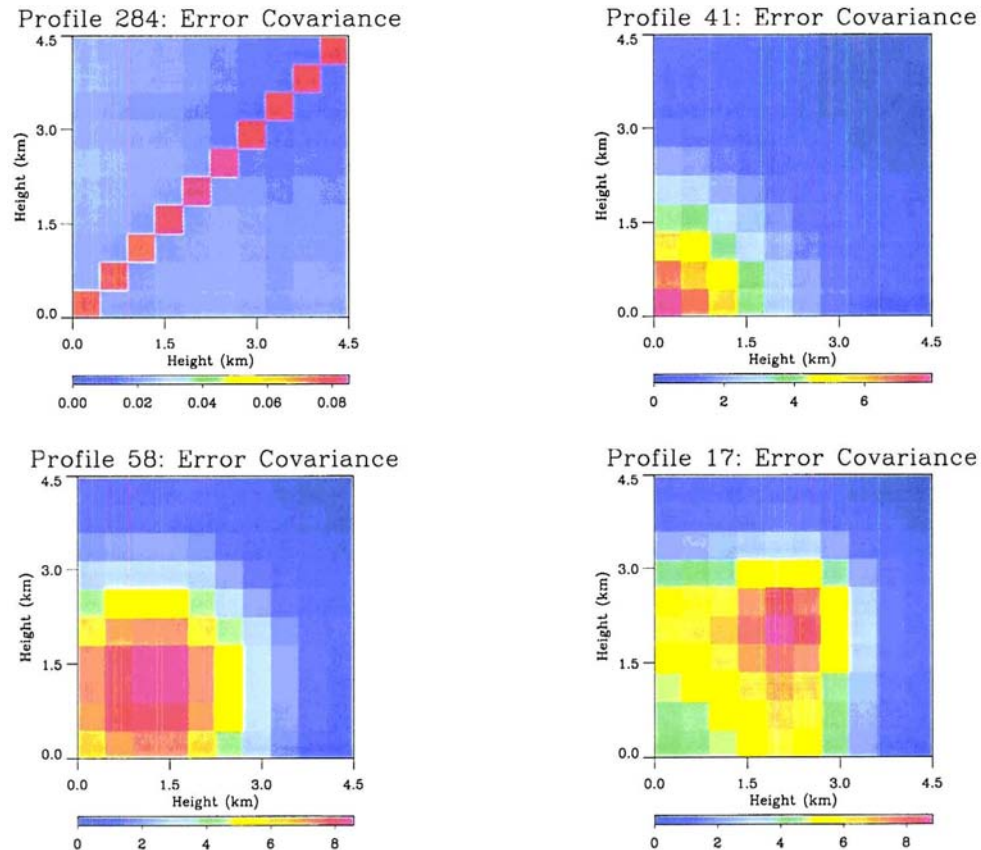 Profile 284: Error Covariance
4.5
3.0
1.5
0.0
Height (km)
0.0 1.5 3.0 4.5
Height (km)
0.00 0.02 0.04 0.06 0.08
Profile 41: Error Covariance
4.5
3.0
1.5
0.0
Height (km)
0.0 1.5 3.0 4.5
Height (km)
0 2 4 6
Profile 58: Error Covariance
4.5
3.0
1.5
0.0
Height (km)
0.0 1.5 3.0 4.5
Height (km)
0 2 4 6 8
Profile 17: Error Covariance
4.5
3.0
1.5
0.0
Height (km)
0.0 1.5 3.0 4.5
Height (km)
0 2 4 6 8